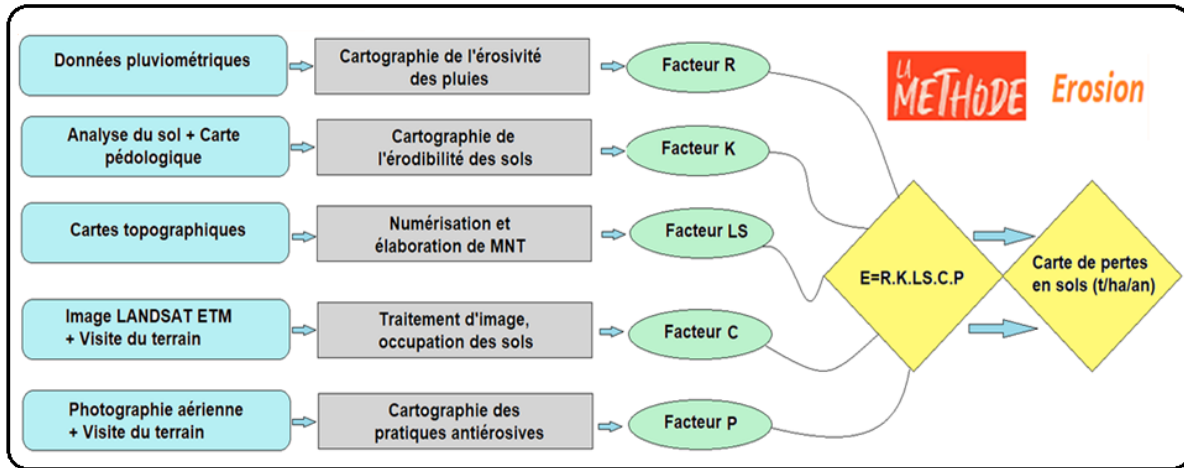 Données pluviométriques
Cartographie de l'érosivité
des pluies
Facteur R
LA
METHODE
Erosion
Analyse du sol + Carte
pédologique
Cartographie de
l'érodibilité des sols
Facteur K
Cartes topographiques
Numérisation et
élaboration de MNT
Facteur LS
E=R.K.LS.C.P
Carte de pertes
en sols (t/ha/an)
Image LANDSAT ETM
+ Visite du terrain
Traitement d'image,
occupation des sols
Facteur C
Photographie aérienne
+ Visite du terrain
Cartographie des
pratiques antiérosives
Facteur P